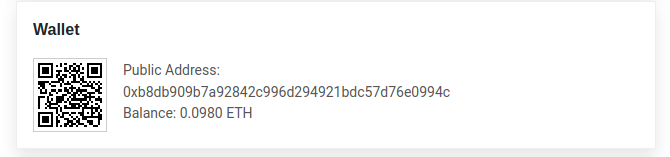 Wallet
Public Address:
0xb8db909b7a92842c996d294921bdc57d76e0994c
Balance: 0.0980 ETH